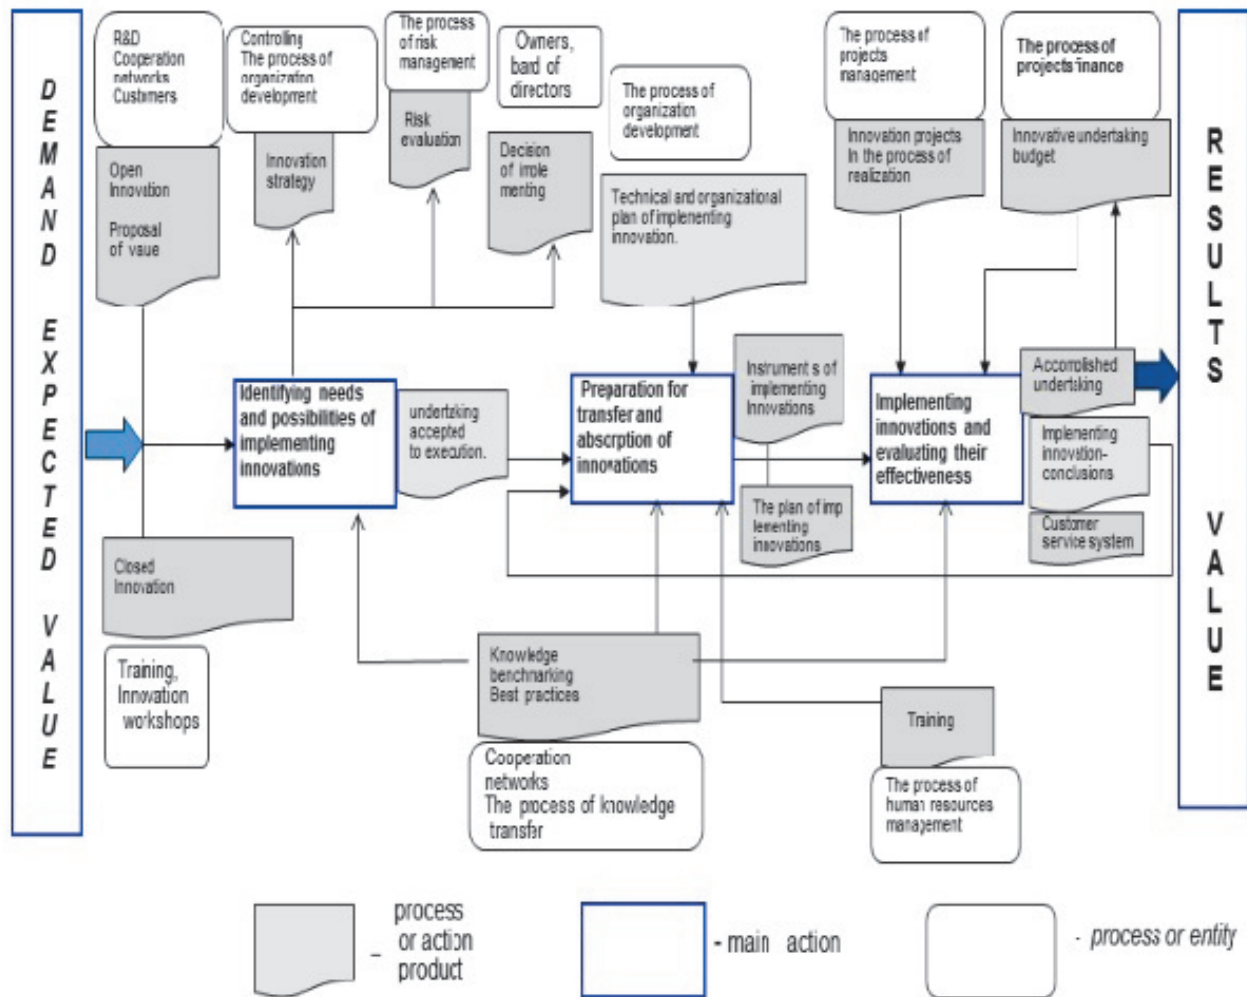 DEMAND EXPECTED VALUE
R&D
Cooperation
networks
Customers
Open
Innovation
Proposal
of vaue
Controlling
The process of
organization
development
Innovation
strategy
The process
of risk
management
Risk
evaluation
Owners,
bard of
directors
Decision
of imple
menting
The process of
organization
development
Technical and organizational
plan of implementing
innovation.
The process of
projects
management
Innovation projects
In the process of
realization
The process of
projects finance
Innovative undertaking
budget
RESULTS VALUE
Identifying needs
and possibilities of
implementing
innovations
undertaking
accepted
to execution.
Preparation for
transfer and
absorption of
innovations
Instruments of
implementing
Innovations
The plan of imp
lementing
innovations
Implementing
innovations and
evaluating their
effectiveness
Accomplished
undertaking
Implementing
innovation-
conclusions
Customer
service system
Closed
Innovation
Training,
Innovation
workshops
Knowledge
benchmarking
Best practices
Cooperation
networks
The process of knowledge
transfer
Training
The process of
human resources
management
– process
or action
product
- main action
- process or entity